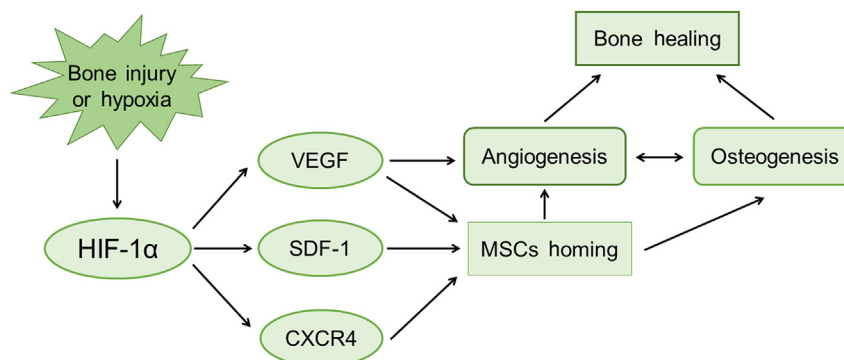 Bone healing
Bone injury
or hypoxia
VEGF
Angiogenesis
Osteogenesis
HIF-1α
SDF-1
MSCs homing
CXCR4